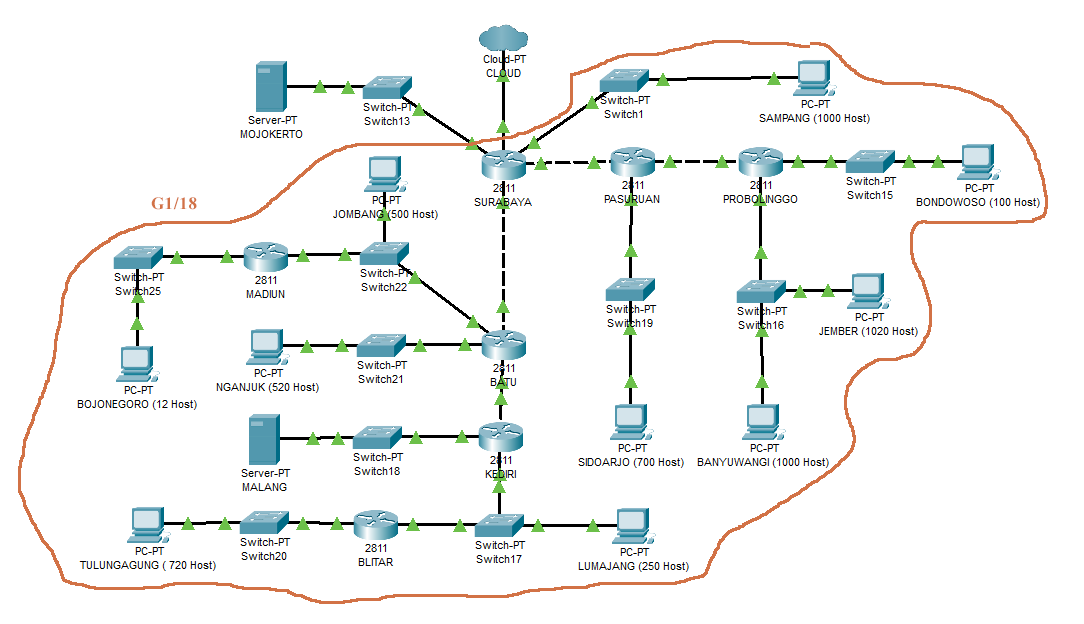 Cloud-PT
CLOUD
Server-PT
MOJOKERTO
Switch-PT
Switch13
Switch-PT
Switch1
PC-PT
SAMPANG (1000 Host)
2811
SURABAYA
2811
PASURUAN
2811
PROBOLINGGO
Switch-PT
Switch15
PC-PT
BONDOWOSO (100 Host)
G1/18
PC-PT
JOMBANG (500 Host)
Switch-PT
Switch25
2811
MADIUN
Switch-PT
Switch22
Switch-PT
Switch19
Switch-PT
Switch16
PC-PT
JEMBER (1020 Host)
PC-PT
BOJONEGORO (12 Host)
PC-PT
NGANJUK (520 Host)
Switch-PT
Switch21
2811
BATU
Server-PT
MALANG
Switch-PT
Switch18
2811
KEDIRI
PC-PT
SIDOARJO (700 Host)
PC-PT
BANYUWANGI (1000 Host)
PC-PT
TULUNGAGUNG ( 720 Host)
Switch-PT
Switch20
2811
BLITAR
Switch-PT
Switch17
PC-PT
LUMAJANG (250 Host)